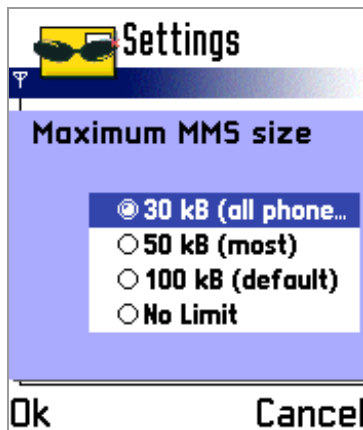 Settings
Maximum MMS size
30 kB (all phone...
50 kB (most)
100 kB (default)
No Limit
Ok Cancel